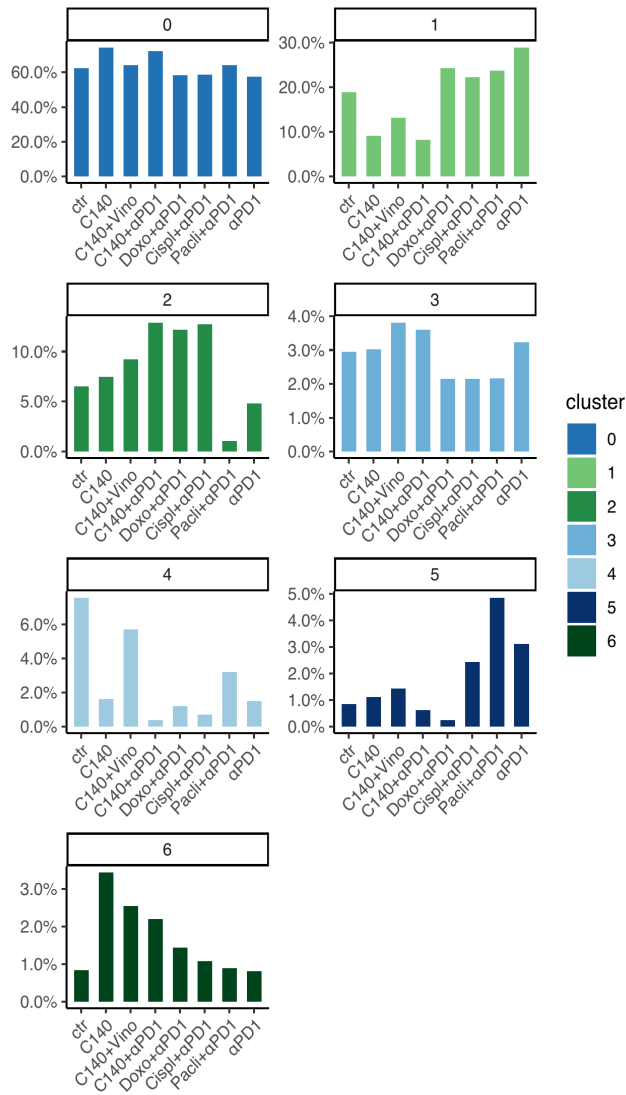 0
60.0%
40.0%
20.0%
0.0%
ctr
C140
C140+Vino
C140+αPD1
Doxo+αPD1
Cispl+αPD1
Pacli+αPD1
αPD1
1
30.0%
20.0%
10.0%
0.0%
ctr
C140
C140+Vino
C140+αPD1
Doxo+αPD1
Cispl+αPD1
Pacli+αPD1
αPD1
2
10.0%
5.0%
0.0%
ctr
C140
C140+Vino
C140+αPD1
Doxo+αPD1
Cispl+αPD1
Pacli+αPD1
αPD1
3
4.0%
3.0%
2.0%
1.0%
0.0%
ctr
C140
C140+Vino
C140+αPD1
Doxo+αPD1
Cispl+αPD1
Pacli+αPD1
αPD1
4
6.0%
4.0%
2.0%
0.0%
ctr
C140
C140+Vino
C140+αPD1
Doxo+αPD1
Cispl+αPD1
Pacli+αPD1
αPD1
5
5.0%
4.0%
3.0%
2.0%
1.0%
0.0%
ctr
C140
C140+Vino
C140+αPD1
Doxo+αPD1
Cispl+αPD1
Pacli+αPD1
αPD1
6
3.0%
2.0%
1.0%
0.0%
ctr
C140
C140+Vino
C140+αPD1
Doxo+αPD1
Cispl+αPD1
Pacli+αPD1
αPD1
cluster
0
1
2
3
4
5
6